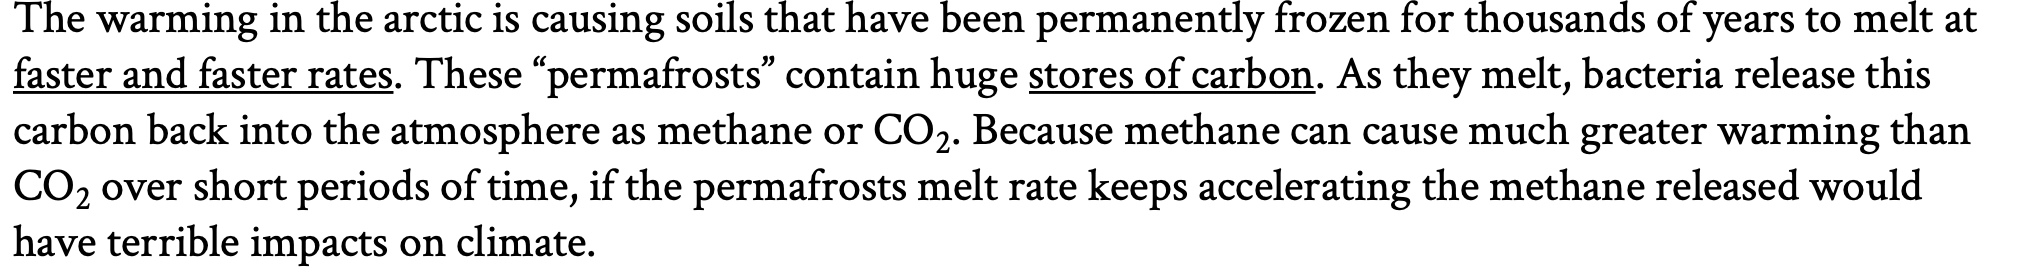 The warming in the arctic is causing soils that have been permanently frozen for thousands of years to melt at
faster and faster rates. These “permafrosts” contain huge stores of carbon. As they melt, bacteria release this
carbon back into the atmosphere as methane or CO₂. Because methane can cause much greater warming than
CO₂ over short periods of time, if the permafrosts melt rate keeps accelerating the methane released would
have terrible impacts on climate.